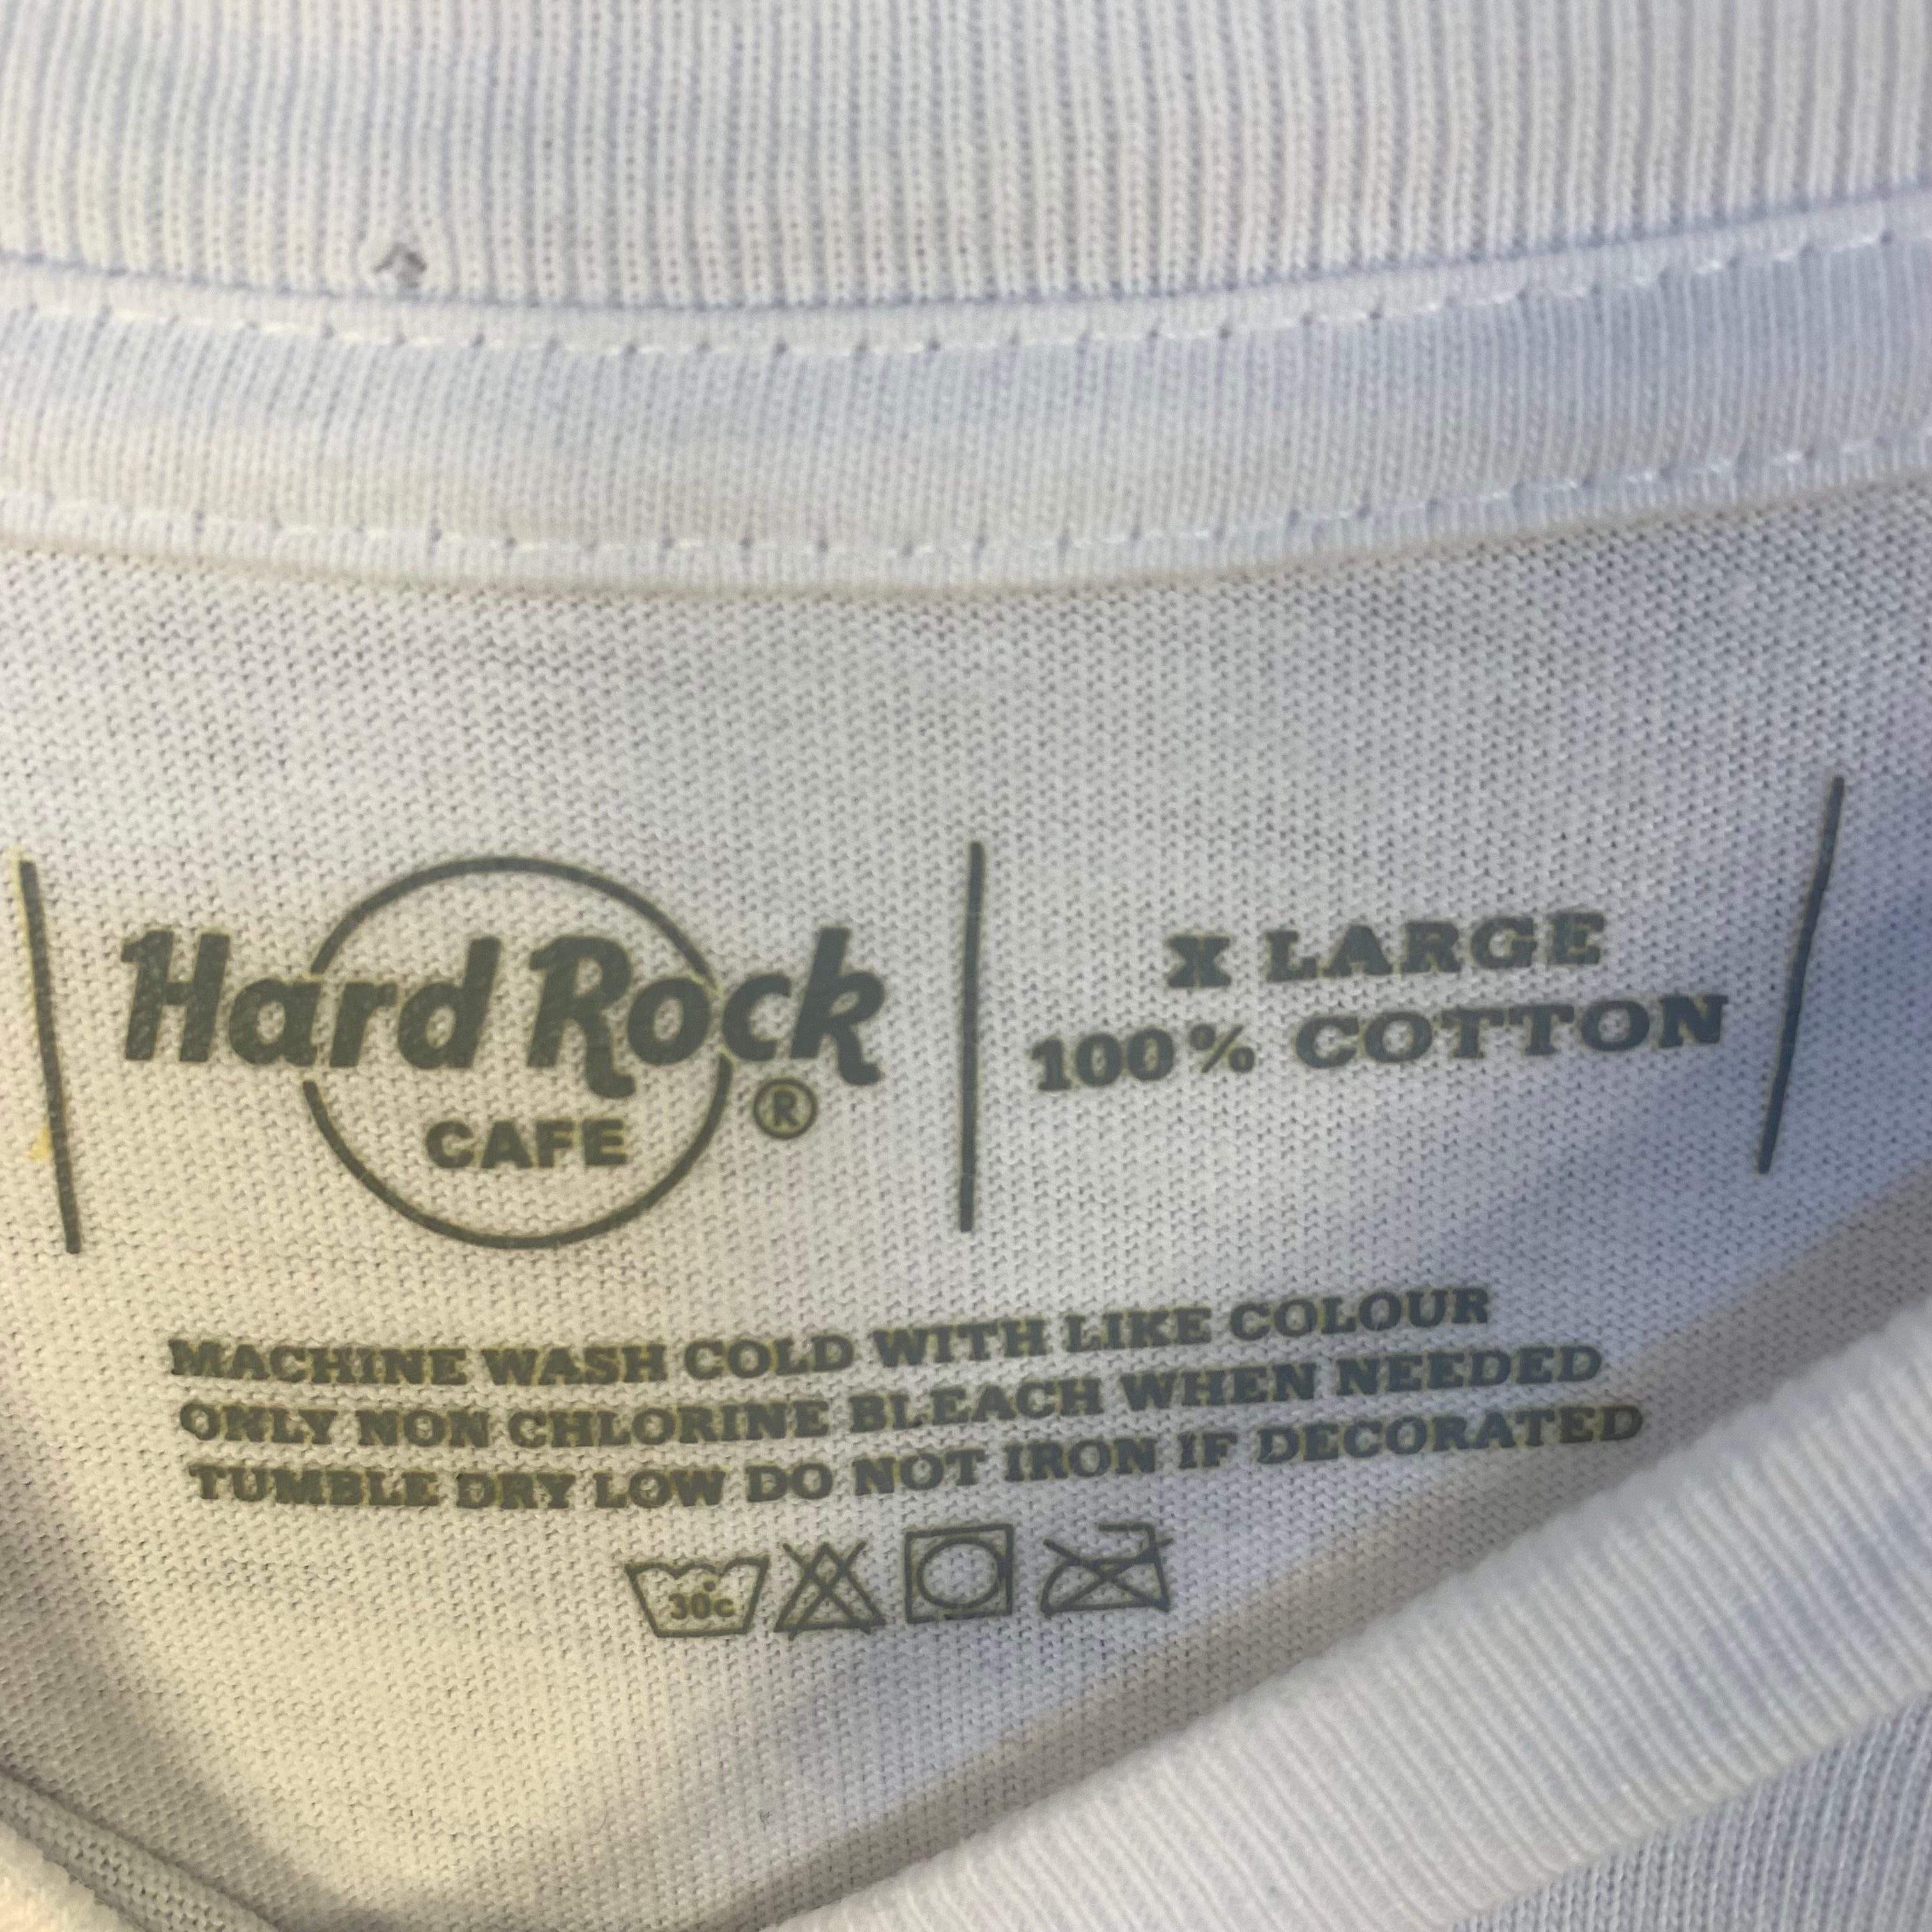 Hard Rock
CAFE
®
X LARGE
100% COTTON
MACHINE WASH COLD WITH LIKE COLOUR
ONLY NON CHLORINE BLEACH WHEN NEEDED
TUMBLE DRY LOW DO NOT IRON IF DECORATED
30c